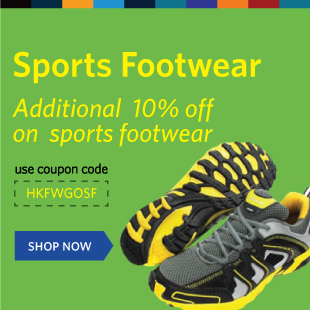 Sports Footwear
Additional 10% off
on sports footwear
use coupon code
HKFWGOSF
SHOP NOW